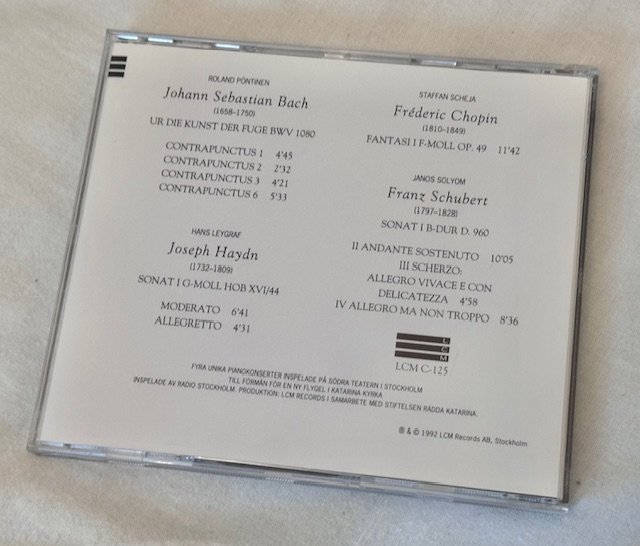 ROLAND PÖNTINEN
Johann Sebastian Bach
(1658-1750)
UR DIE KUNST DER FUGE BWV 1080
CONTRAPUNCTUS 1 4'45
CONTRAPUNCTUS 2 2'32
CONTRAPUNCTUS 3 4'21
CONTRAPUNCTUS 6 5'33
HANS LEYGRAF
Joseph Haydn
(1732-1809)
SONAT I G-MOLL HOB XVI/44
MODERATO 6'41
ALLEGRETTO 4'31
STAFFAN SCHEJA
Fréderic Chopin
(1810-1849)
FANTASI I F-MOLL OP. 49 11'42
JANOS SOLYOM
Franz Schubert
(1797-1828)
SONAT I B-DUR D. 960
II ANDANTE SOSTENUTO 10'05
III SCHERZO:
ALLEGRO VIVACE E CON
DELICATEZZA 4'58
IV ALLEGRO MA NON TROPPO 8'36
L
C
M
LCM C-125
FYRA UNIKA PIANOKONSERTER INSPELADE PÅ SÖDRA TEATERN I STOCKHOLM
TILL FÖRMÅN FÖR EN NY FLYGEL I KATARINA KYRKA
INSPELADE AV RADIO STOCKHOLM. PRODUKTION: LCM RECORDS I SAMARBETE MED STIFTELSEN RÄDDA KATARINA.
℗ & © 1992 LCM Records AB, Stockholm